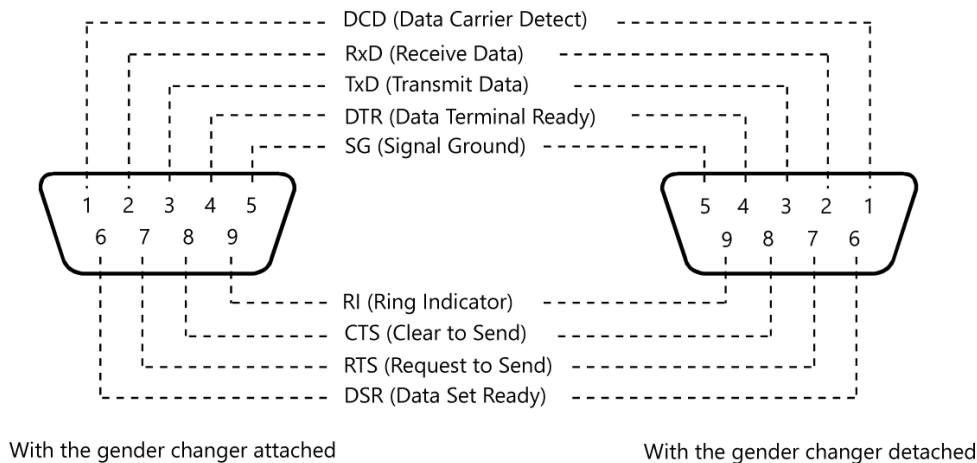 DCD (Data Carrier Detect)
RxD (Receive Data)
TxD (Transmit Data)
DTR (Data Terminal Ready)
SG (Signal Ground)
1 2 3 4 5
5 4 3 2 1
6 7 8 9
9 8 7 6
RI (Ring Indicator)
CTS (Clear to Send)
RTS (Request to Send)
DSR (Data Set Ready)
With the gender changer attached
With the gender changer detached